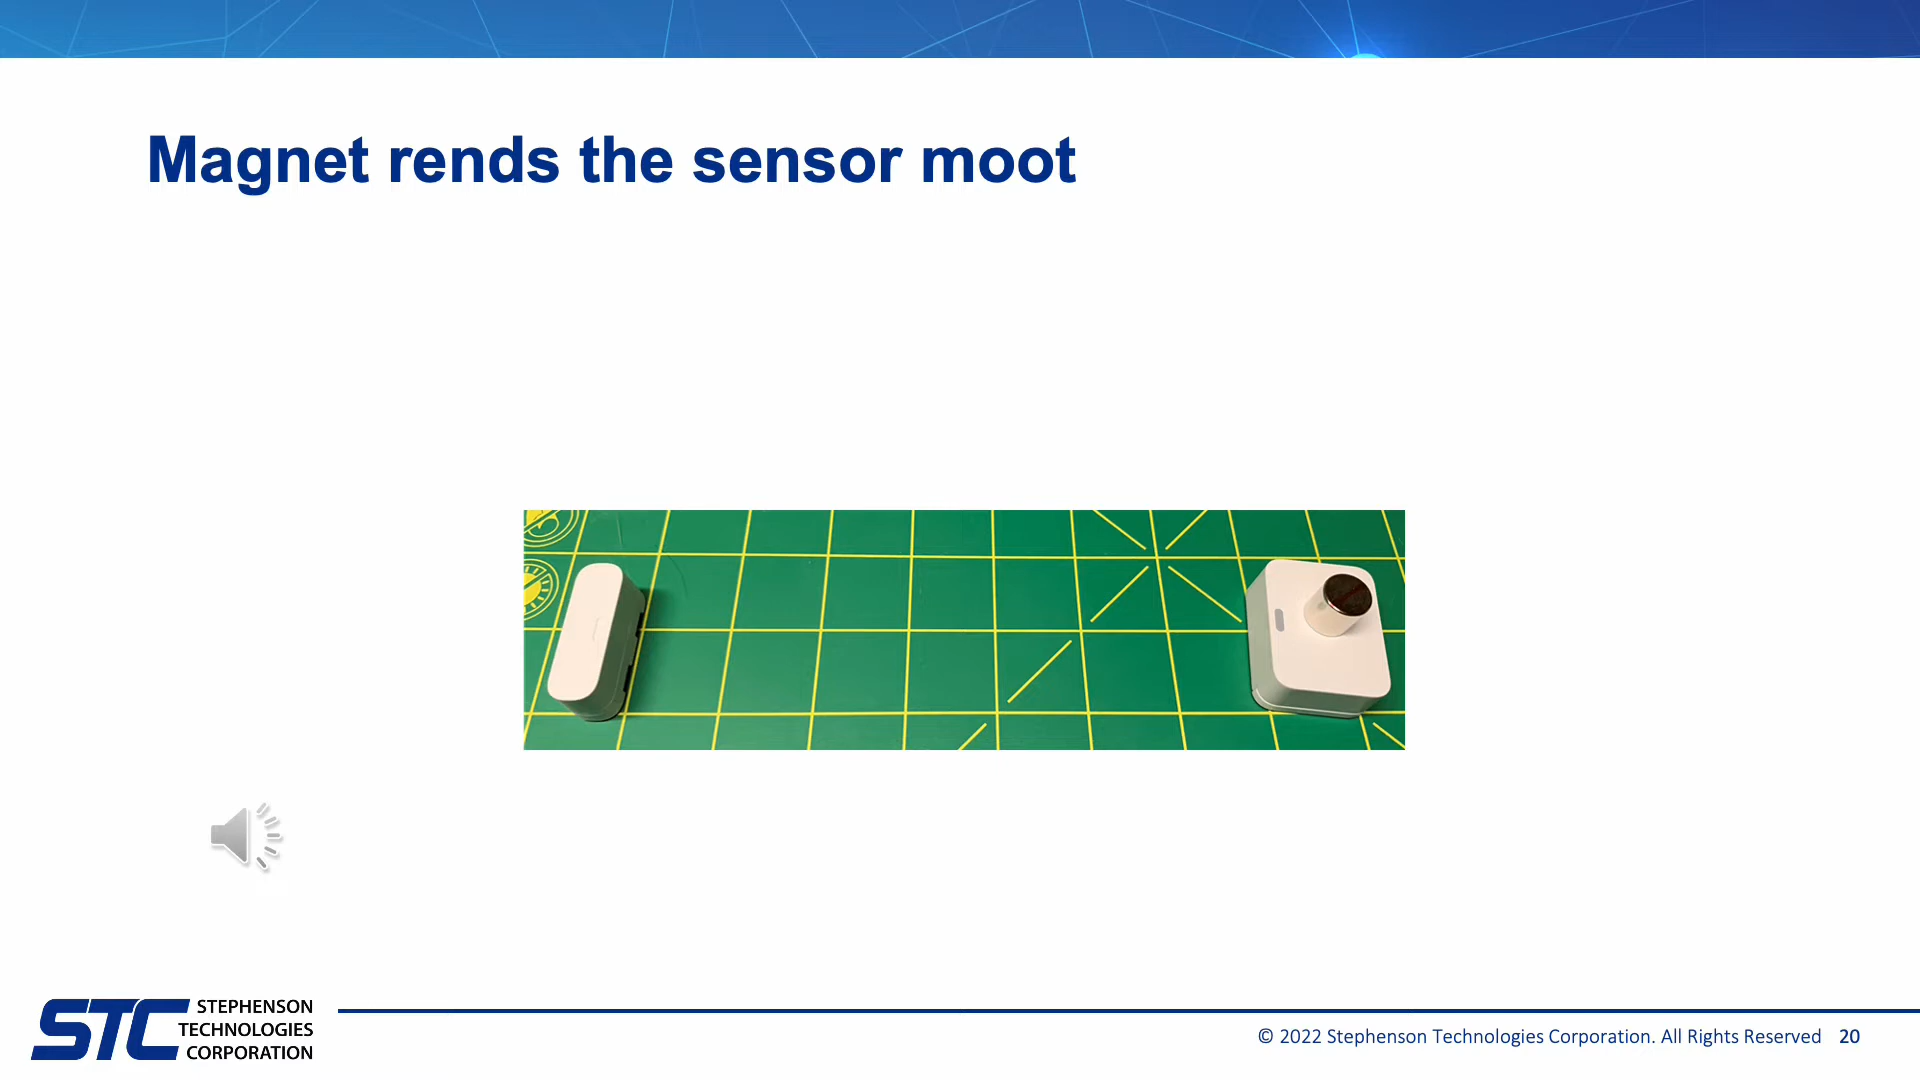 Magnet rends the sensor moot
STC
STEPHENSON
TECHNOLOGIES
CORPORATION
© 2022 Stephenson Technologies Corporation. All Rights Reserved 20